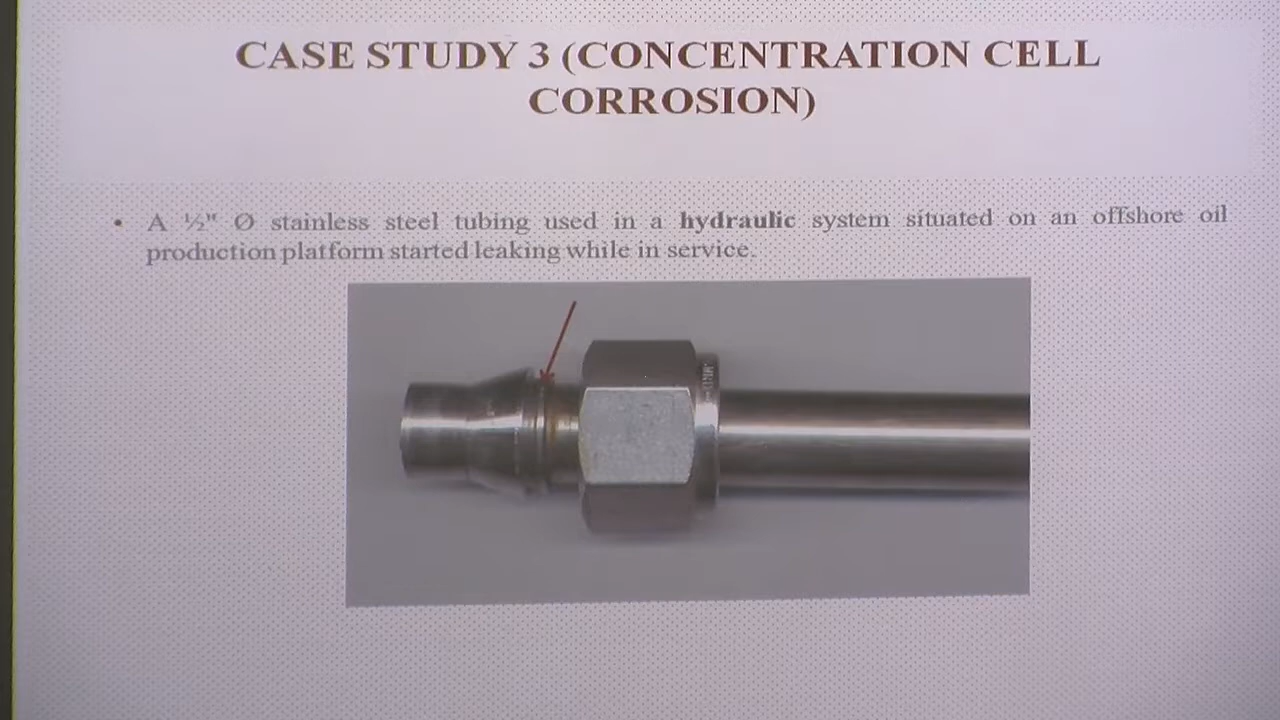 CASE STUDY 3 (CONCENTRATION CELL
CORROSION)
• A ½" Ø stainless steel tubing used in a hydraulic system situated on an offshore oil
production platform started leaking while in service.